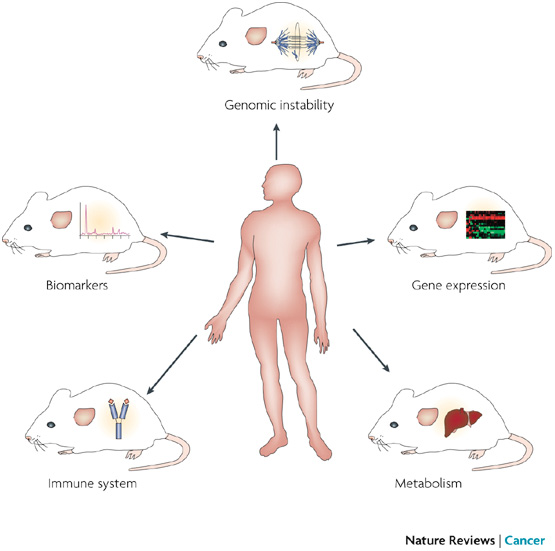 Genomic instability
Biomarkers
Gene expression
Immune system
Metabolism
Nature Reviews | Cancer